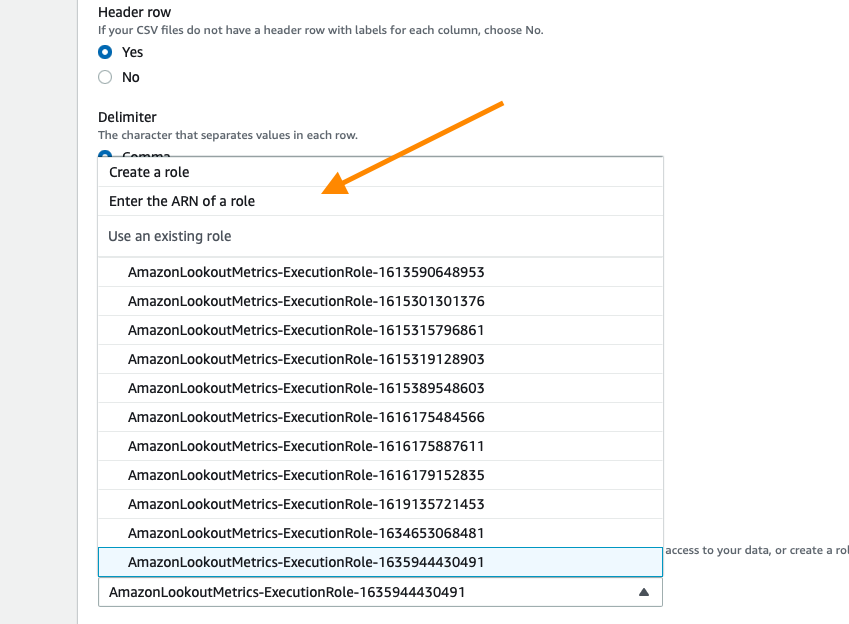 Header row
If your CSV files do not have a header row with labels for each column, choose No.
Yes
No
Delimiter
The character that separates values in each row.
Comma
Create a role
Enter the ARN of a role
Use an existing role
AmazonLookoutMetrics-ExecutionRole-1613590648953
AmazonLookoutMetrics-ExecutionRole-1615301301376
AmazonLookoutMetrics-ExecutionRole-1615315796861
AmazonLookoutMetrics-ExecutionRole-1615319128903
AmazonLookoutMetrics-ExecutionRole-1615389548603
AmazonLookoutMetrics-ExecutionRole-1616175484566
AmazonLookoutMetrics-ExecutionRole-1616175887611
AmazonLookoutMetrics-ExecutionRole-1616179152835
AmazonLookoutMetrics-ExecutionRole-1619135721453
AmazonLookoutMetrics-ExecutionRole-1634653068481
access to your data, or create a rol
AmazonLookoutMetrics-ExecutionRole-1635944430491
AmazonLookoutMetrics-ExecutionRole-1635944430491